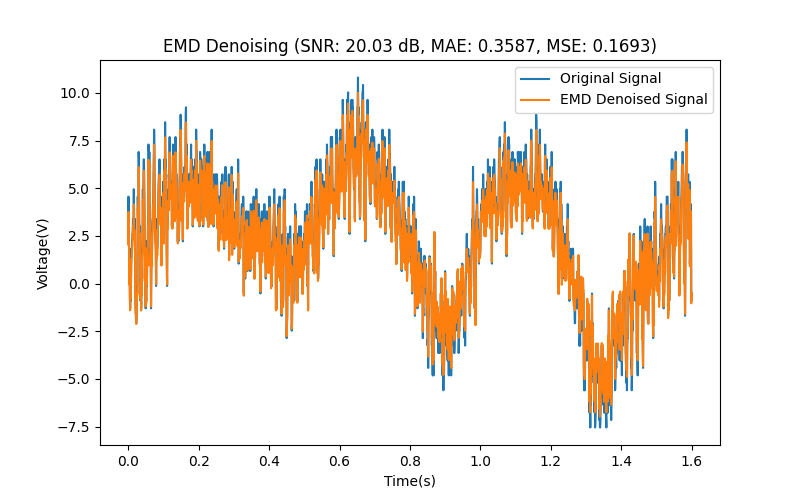 EMD Denoising (SNR: 20.03 dB, MAE: 0.3587, MSE: 0.1693)
Original Signal
EMD Denoised Signal
10.0
7.5
5.0
2.5
0.0
−2.5
−5.0
−7.5
Voltage(V)
0.0 0.2 0.4 0.6 0.8 1.0 1.2 1.4 1.6
Time(s)